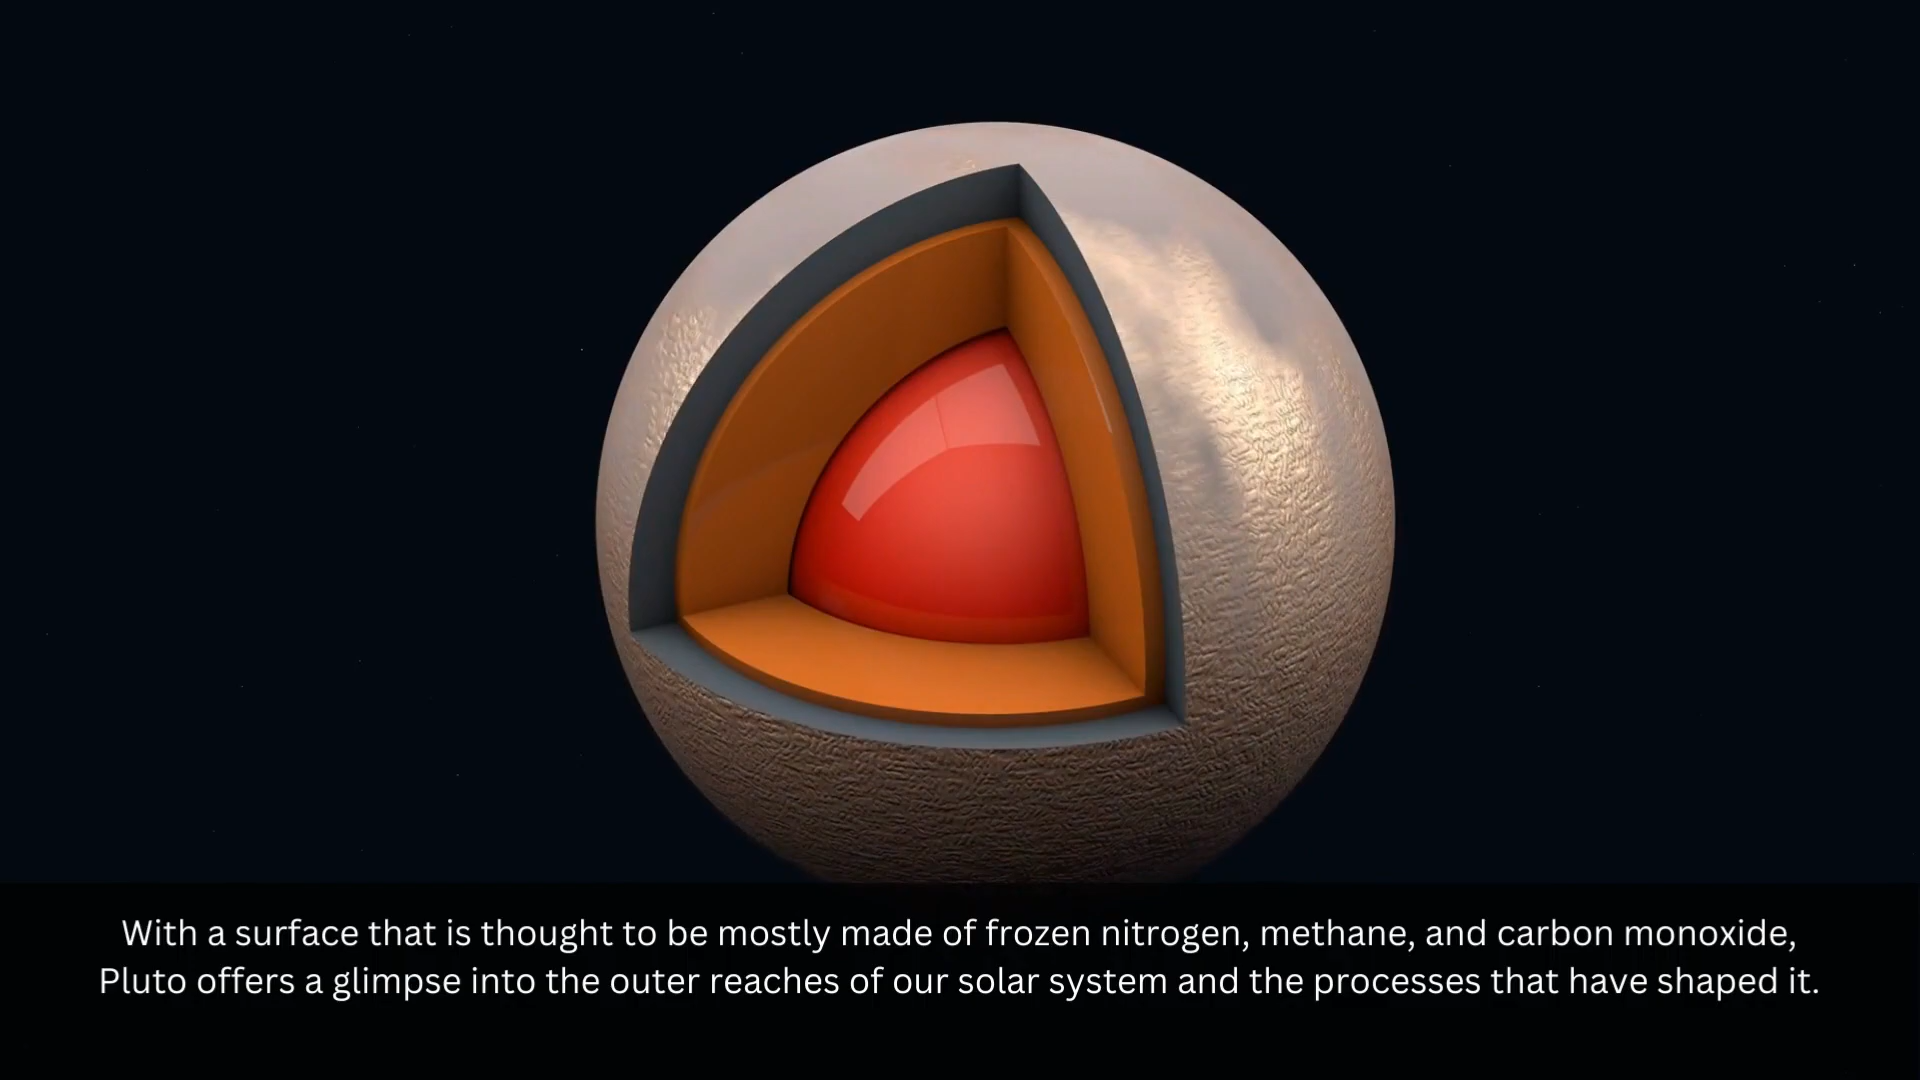 With a surface that is thought to be mostly made of frozen nitrogen, methane, and carbon monoxide,
Pluto offers a glimpse into the outer reaches of our solar system and the processes that have shaped it.